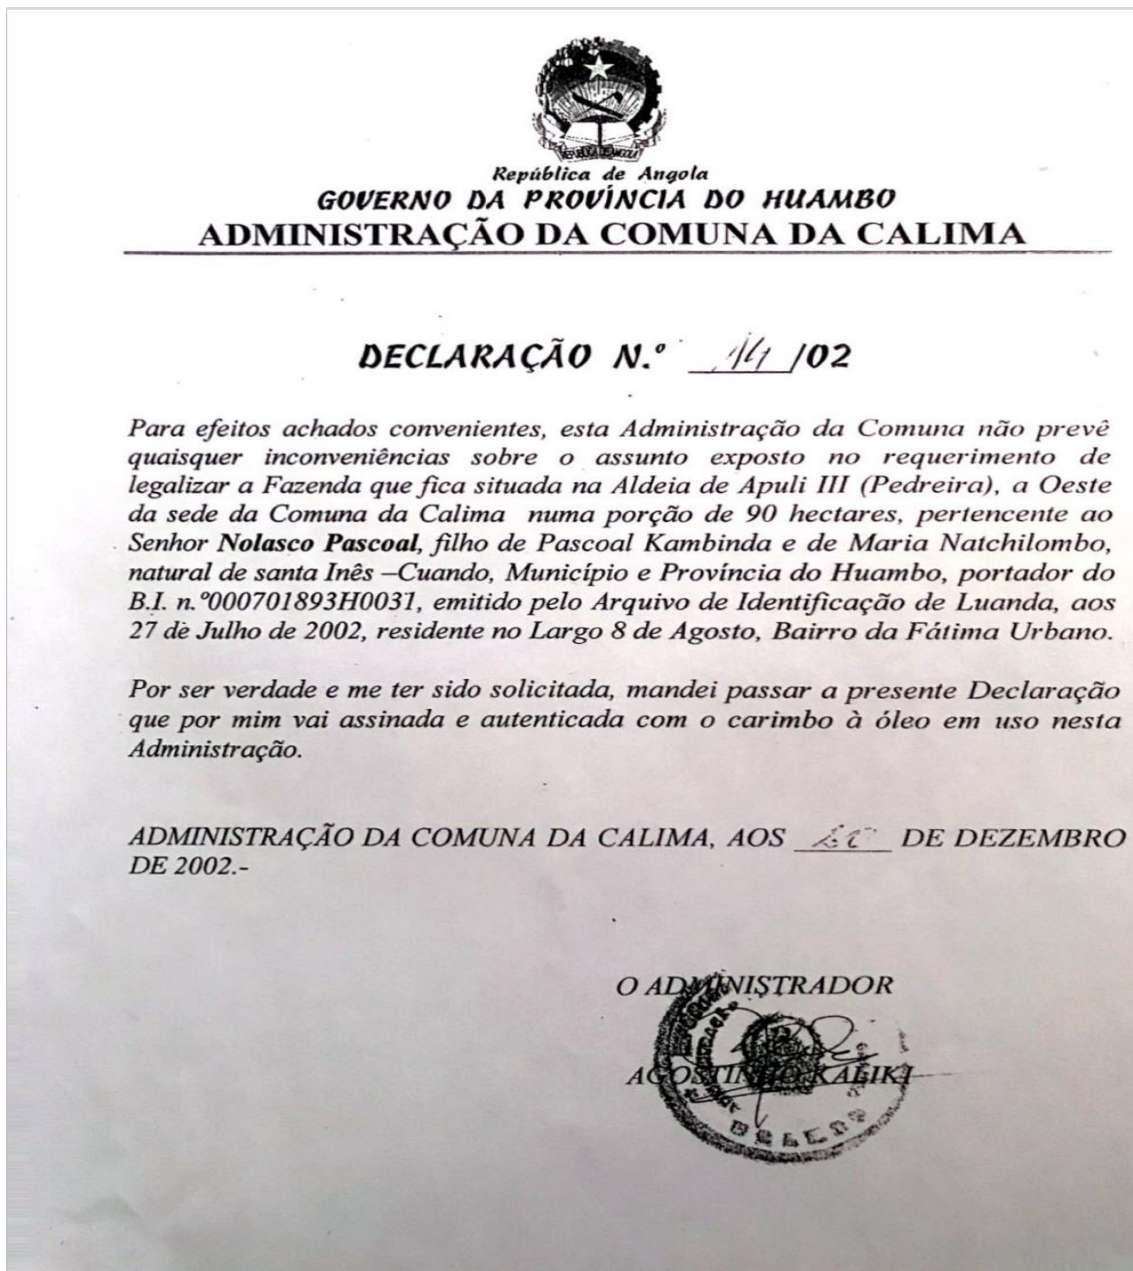 República de Angola
GOVERNO DA PROVÍNCIA DO HUAMBO
ADMINISTRAÇÃO DA COMUNA DA CALIMA
DECLARAÇÃO N.º 14 /02
Para efeitos achados convenientes, esta Administração da Comuna não prevê
quaisquer inconveniências sobre o assunto exposto no requerimento de
legalizar a Fazenda que fica situada na Aldeia de Apuli III (Pedreira), a Oeste
da sede da Comuna da Calima numa porção de 90 hectares, pertencente ao
Senhor Nolasco Pascoal, filho de Pascoal Kambinda e de Maria Natchilombo,
natural de santa Inês –Cuando, Município e Província do Huambo, portador do
B.I. n.º000701893H0031, emitido pelo Arquivo de Identificação de Luanda, aos
27 de Julho de 2002, residente no Largo 8 de Agosto, Bairro da Fátima Urbano.
Por ser verdade e me ter sido solicitada, mandei passar a presente Declaração
que por mim vai assinada e autenticada com o carimbo à óleo em uso nesta
Administração.
ADMINISTRAÇÃO DA COMUNA DA CALIMA, AOS DE DEZEMBRO
DE 2002.-
O ADMINISTRADOR
AGOSTINHO KALIKI